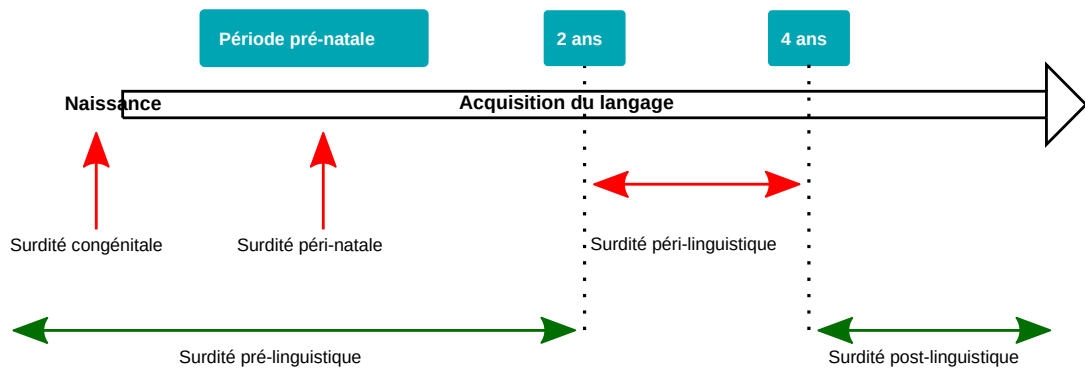 Période pré-natale
2 ans
4 ans
Naissance
Acquisition du langage
Surdité congénitale
Surdité péri-natale
Surdité péri-linguistique
Surdité pré-linguistique
Surdité post-linguistique